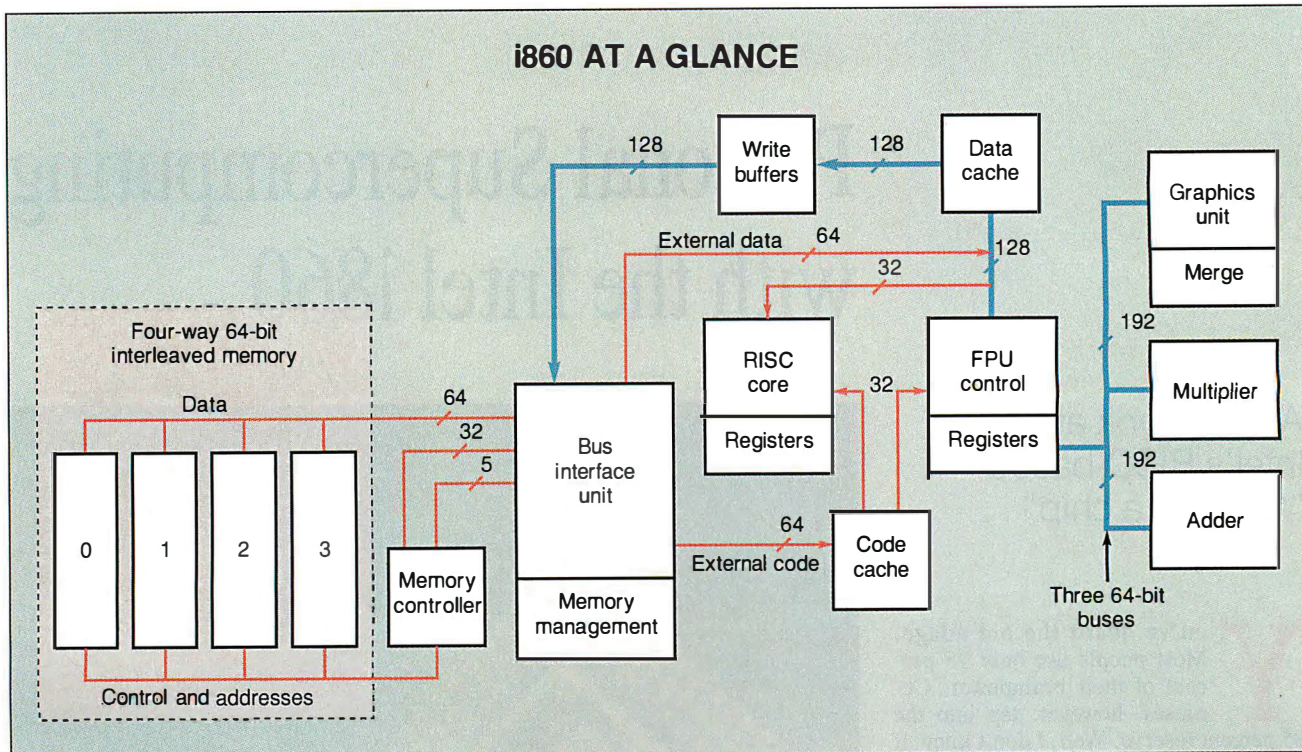 i860 AT A GLANCE
128
Write
buffers
128
Data
cache
Graphics
unit
Merge
External data
64
128
32
Four-way 64-bit
interleaved memory
Data
64
32
5
0
1
2
3
Memory
controller
Bus
interface
unit
Memory
management
RISC
core
Registers
32
FPU
control
Registers
192
Multiplier
192
Adder
64
External code
Code
cache
Three 64-bit
buses
Control and addresses